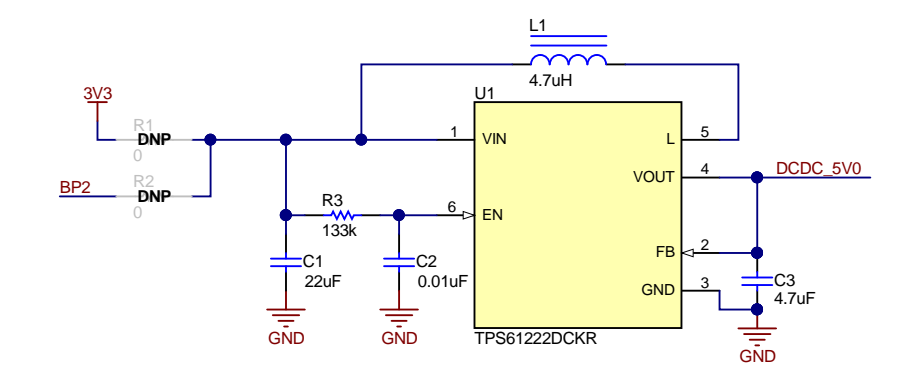 L1
4.7uH
U1
3V3
R1
DNP
0
1
VIN
L
5
DCDC_5V0
VOUT
4
BP2
R2
DNP
0
R3
133k
6
EN
FB
2
C1
22uF
C2
0.01uF
GND
3
C3
4.7uF
GND
GND
TPS61222DCKR
GND